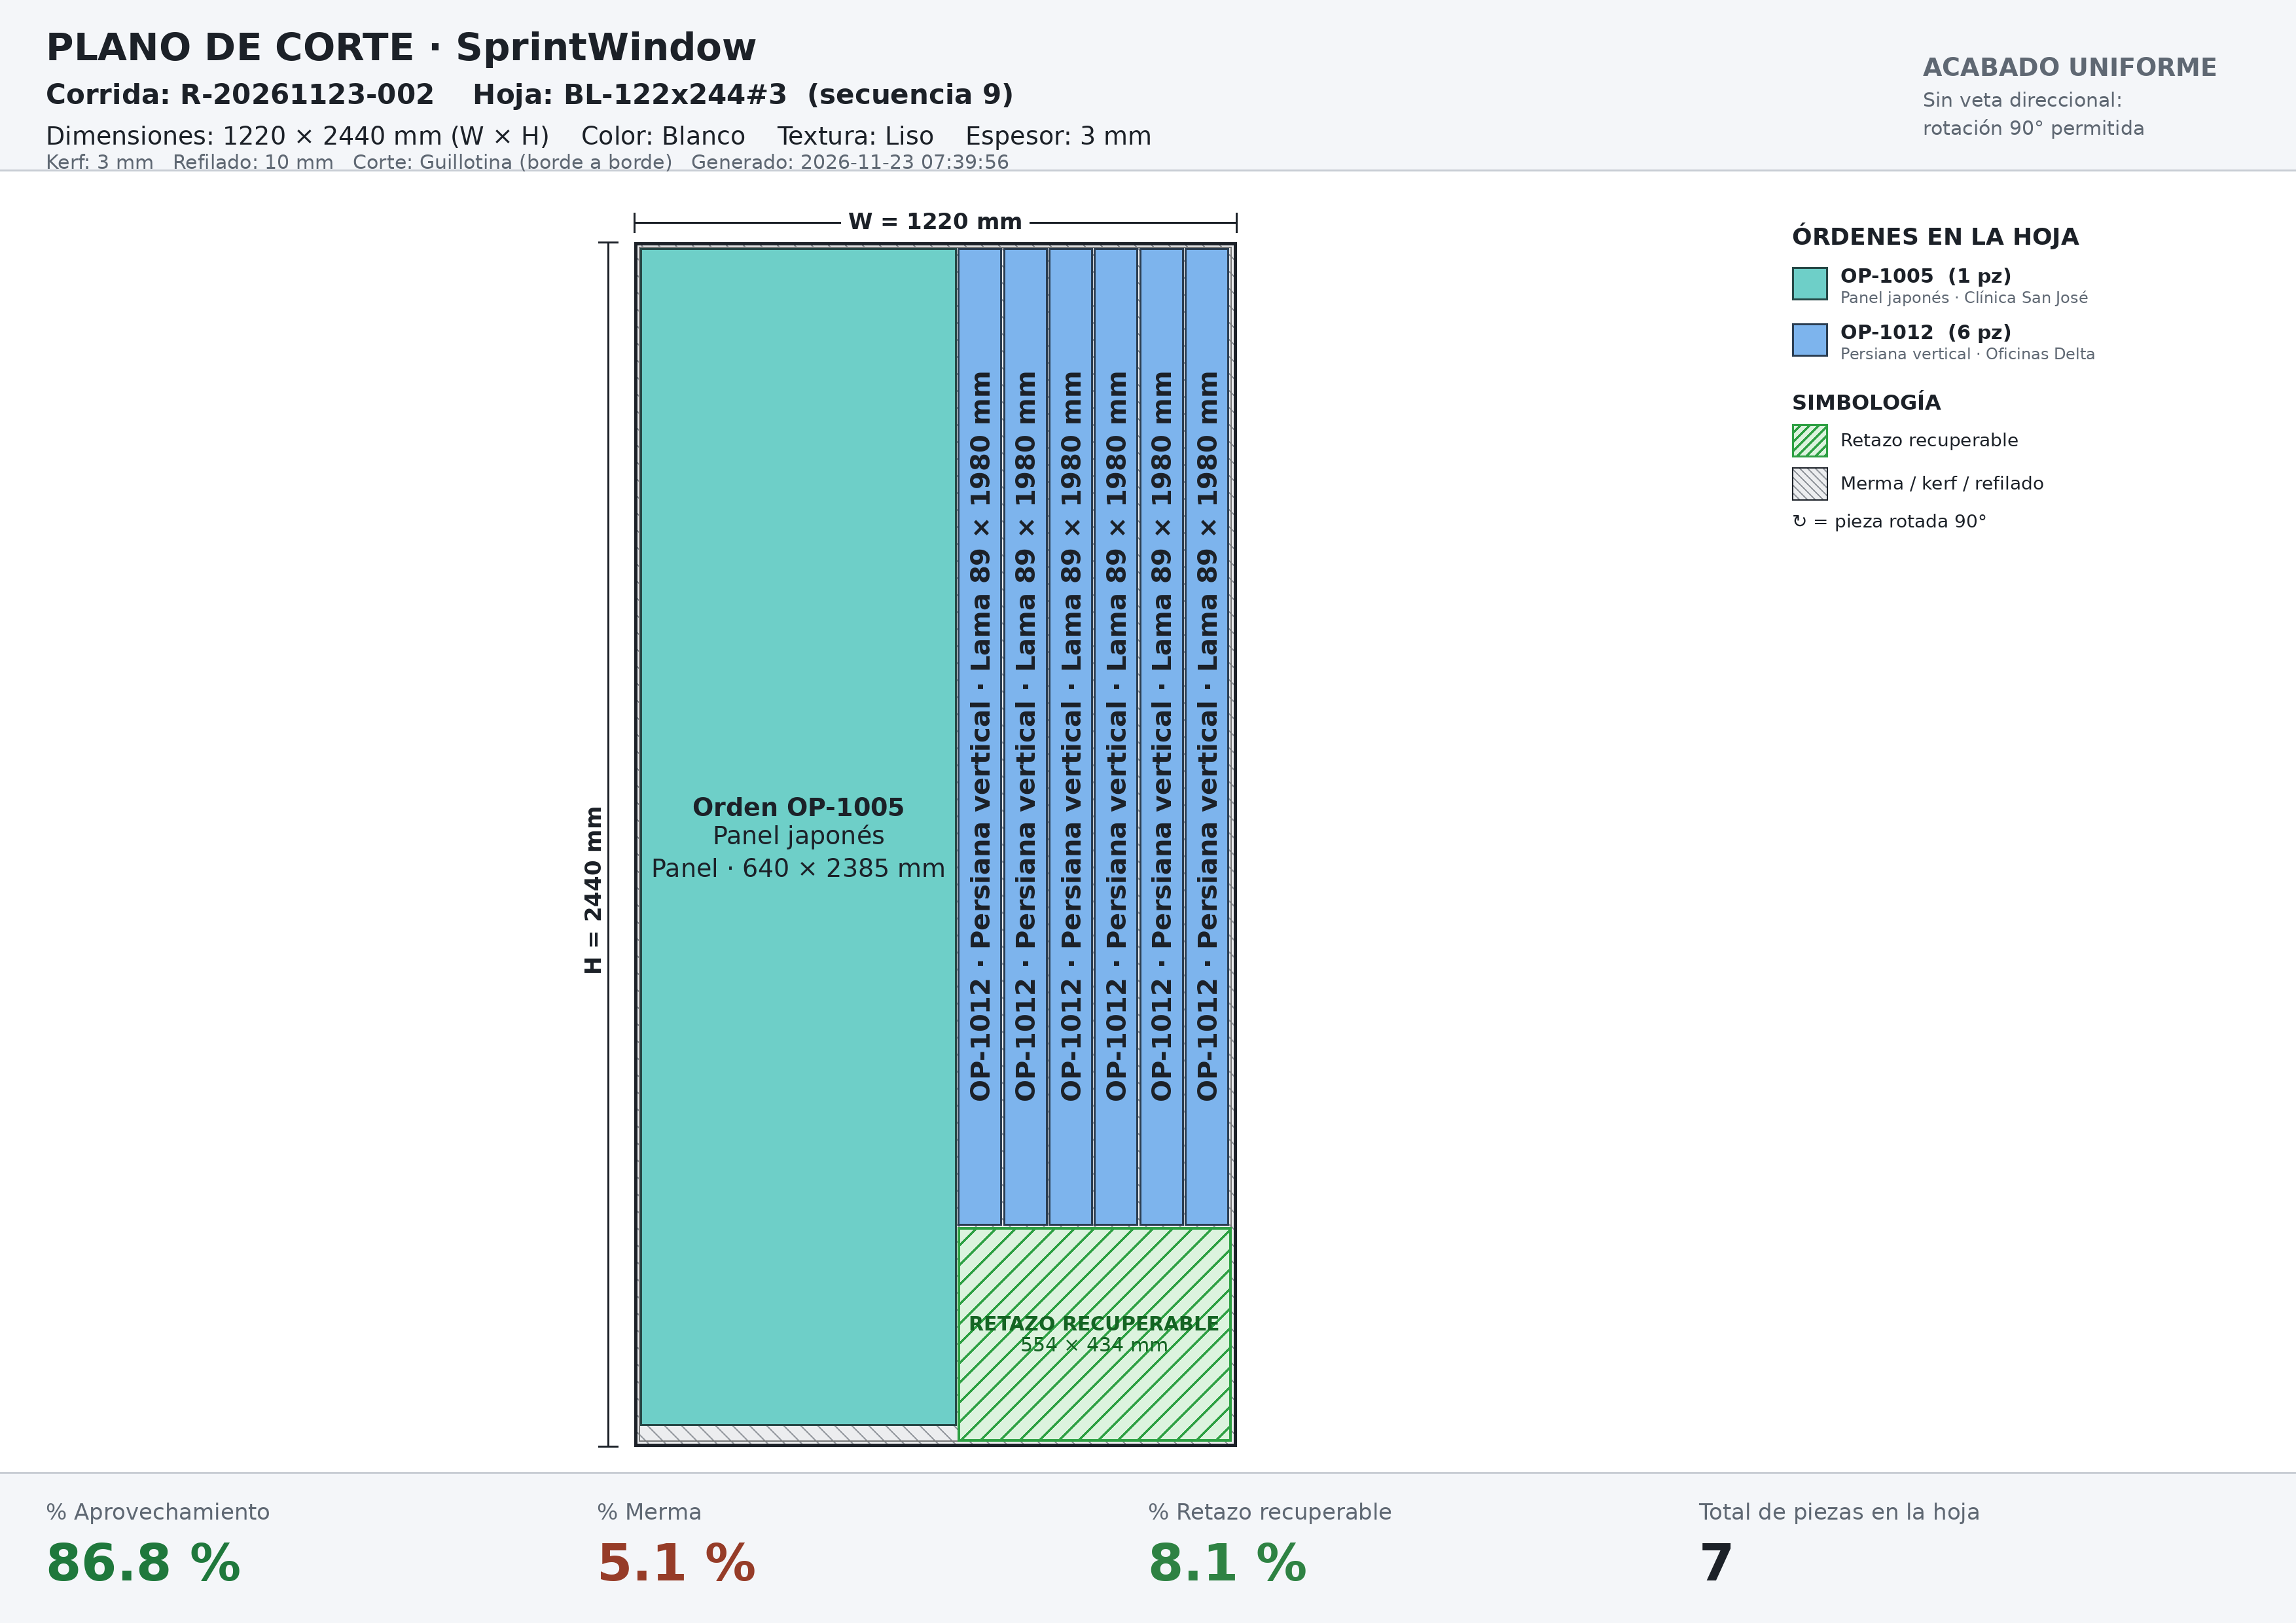 PLANO DE CORTE · SprintWindow
Corrida: R-20261123-002    Hoja: BL-122x244#3  (secuencia 9)
Dimensiones: 1220 × 2440 mm (W × H)    Color: Blanco    Textura: Liso    Espesor: 3 mm
Kerf: 3 mm   Refilado: 10 mm   Corte: Guillotina (borde a borde)   Generado: 2026-11-23 07:39:56
ACABADO UNIFORME
Sin veta direccional:
rotación 90° permitida
W = 1220 mm
H = 2440 mm
Orden OP-1005
Panel japonés
Panel · 640 × 2385 mm
OP-1012 · Persiana vertical · Lama 89 × 1980 mm
OP-1012 · Persiana vertical · Lama 89 × 1980 mm
OP-1012 · Persiana vertical · Lama 89 × 1980 mm
OP-1012 · Persiana vertical · Lama 89 × 1980 mm
OP-1012 · Persiana vertical · Lama 89 × 1980 mm
OP-1012 · Persiana vertical · Lama 89 × 1980 mm
RETAZO RECUPERABLE
554 × 434 mm
ÓRDENES EN LA HOJA
OP-1005  (1 pz)
Panel japonés · Clínica San José
OP-1012  (6 pz)
Persiana vertical · Oficinas Delta
SIMBOLOGÍA
Retazo recuperable
Merma / kerf / refilado
↻ = pieza rotada 90°
% Aprovechamiento
86.8 %
% Merma
5.1 %
% Retazo recuperable
8.1 %
Total de piezas en la hoja
7